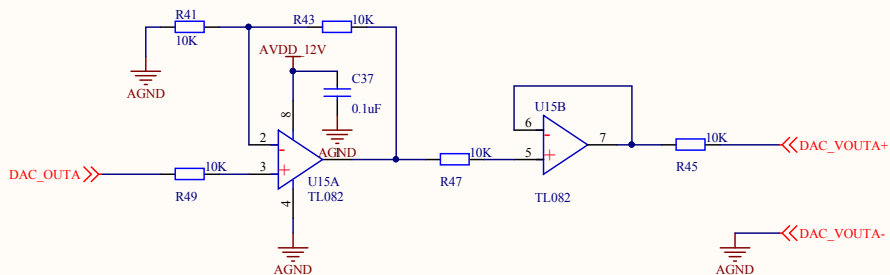 R41
10K
R43
10K
AVDD_12V
AGND
C37
0.1uF
8
2
3
1
4
AGND
DAC_OUTA
10K
R49
U15A
TL082
AGND
10K
R47
U15B
6
5
7
TL082
10K
R45
DAC_VOUTA+
DAC_VOUTA-
AGND